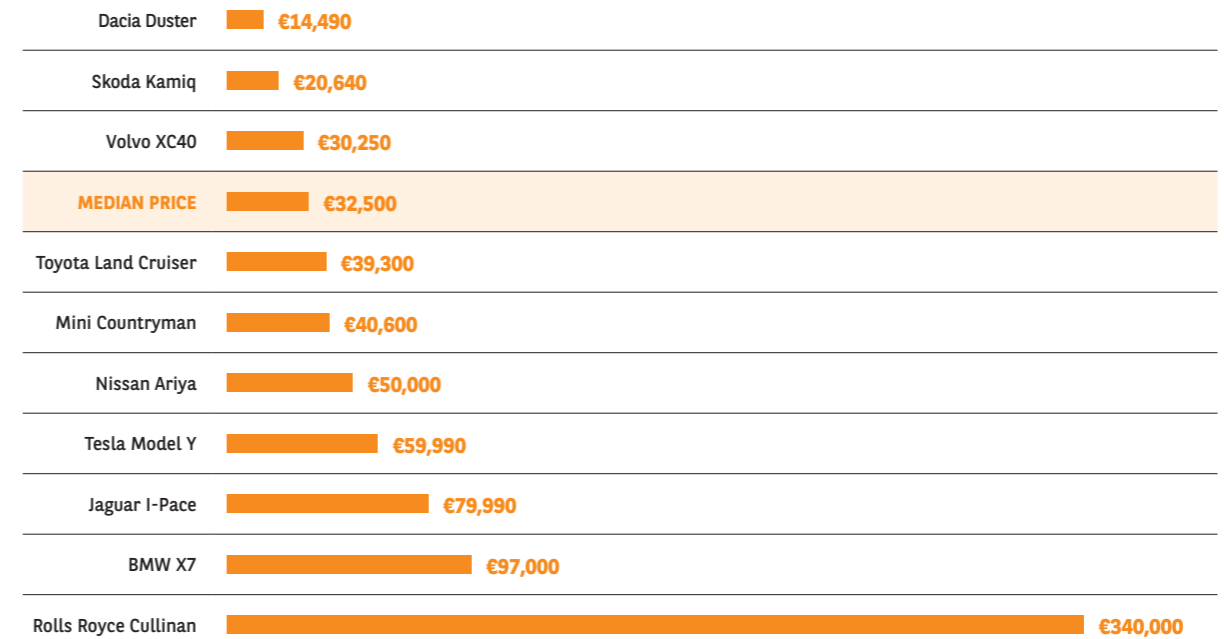 Dacia Duster €14,490
Skoda Kamiq €20,640
Volvo XC40 €30,250
MEDIAN PRICE €32,500
Toyota Land Cruiser €39,300
Mini Countryman €40,600
Nissan Ariya €50,000
Tesla Model Y €59,990
Jaguar I-Pace €79,990
BMW X7 €97,000
Rolls Royce Cullinan €340,000